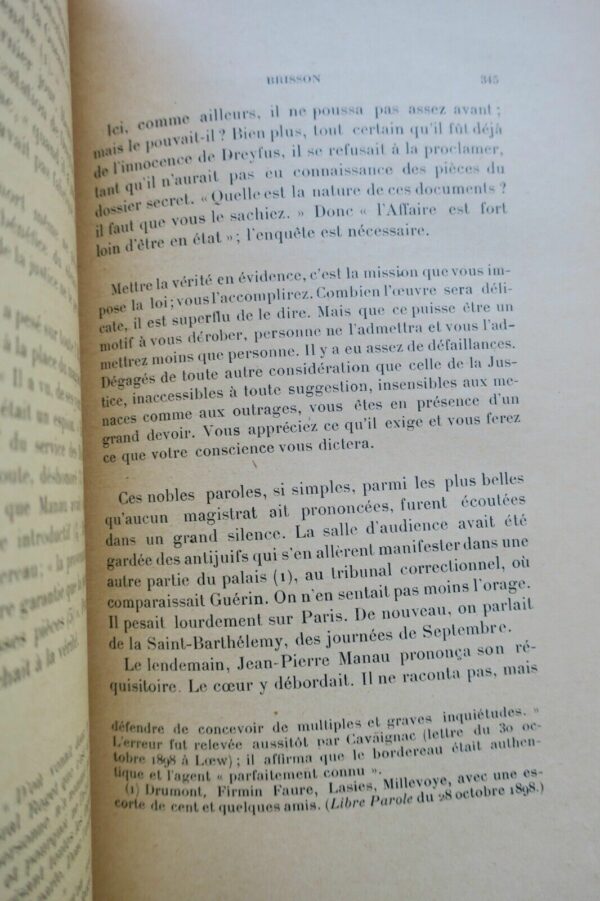 BRISSON 345
Ici, comme ailleurs, il ne poussa pas assez avant ;
mais le pouvait-il ? Bien plus, tout certain qu'il fût déjà
de l'innocence de Dreyfus, il se refusait à la proclamer,
tant qu'il n'aurait pas eu connaissance des pièces du
dossier secret. « Quelle est la nature de ces documents ?
il faut que vous le sachiez. » Donc « l'Affaire est fort
loin d'être en état » ; l'enquête est nécessaire.
Mettre la vérité en évidence, c'est la mission que vous im-
pose la loi ; vous l'accomplirez. Combien l'œuvre sera déli-
cate, il est superflu de le dire. Mais que ce puisse être un
motif à vous dérober, personne ne l'admettra et vous l'ad-
mettrez moins que personne. Il y a eu assez de défaillances.
Dégagés de toute autre considération que celle de la Jus-
tice, inaccessibles à toute suggestion, insensibles aux me-
naces comme aux outrages, vous êtes en présence d'un
grand devoir. Vous appréciez ce qu'il exige et vous ferez
ce que votre conscience vous dictera.
Ces nobles paroles, si simples, parmi les plus belles
qu'aucun magistrat ait prononcées, furent écoutées
dans un grand silence. La salle d'audience avait été
gardée des antijuifs qui s'en allèrent manifester dans une
autre partie du palais (1), au tribunal correctionnel, où
comparaissait Guérin. On n'en sentait pas moins l'orage.
Il pesait lourdement sur Paris. De nouveau, on parlait
de la Saint-Barthélemy, des journées de Septembre.
Le lendemain, Jean-Pierre Manau prononça son ré-
quisitoire. Le cœur y débordait. Il ne raconta pas, mais
défendre de concevoir de multiples et graves inquiétudes. »
L'erreur fut relevée aussitôt par Cavaignac (lettre du 30 oc-
tobre 1898 à Lœw) ; il affirma que le bordereau était authen-
tique et l'agent « parfaitement connu ».
(1) Drumont, Firmin Faure, Lasies, Millevoye, avec une es-
corte de cent et quelques amis. (Libre Parole du 28 octobre 1898.)